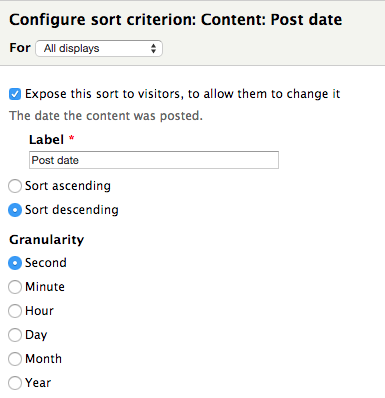 Configure sort criterion: Content: Post date
For All displays
Expose this sort to visitors, to allow them to change it
The date the content was posted.
Label *
Post date
Sort ascending
Sort descending
Granularity
Second
Minute
Hour
Day
Month
Year